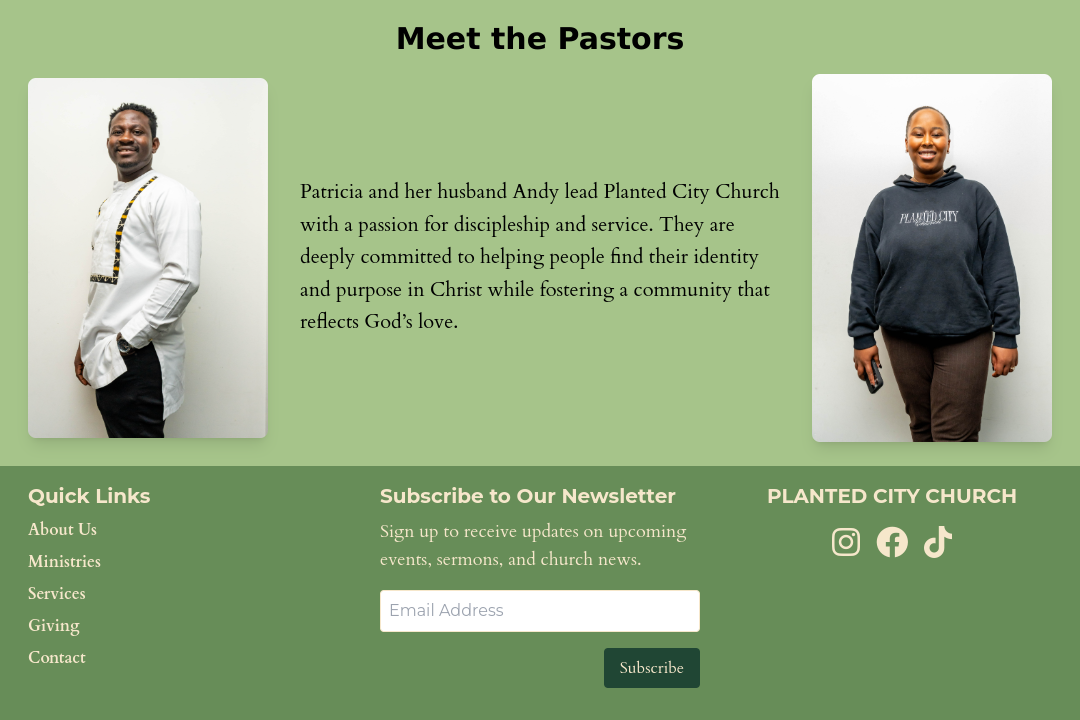 Meet the Pastors
Patricia and her husband Andy lead Planted City Church
with a passion for discipleship and service. They are
deeply committed to helping people find their identity
and purpose in Christ while fostering a community that
reflects God’s love.
PLANTED CITY
Quick Links
About Us
Ministries
Services
Giving
Contact
Subscribe to Our Newsletter
Sign up to receive updates on upcoming
events, sermons, and church news.
Email Address
Subscribe
PLANTED CITY CHURCH